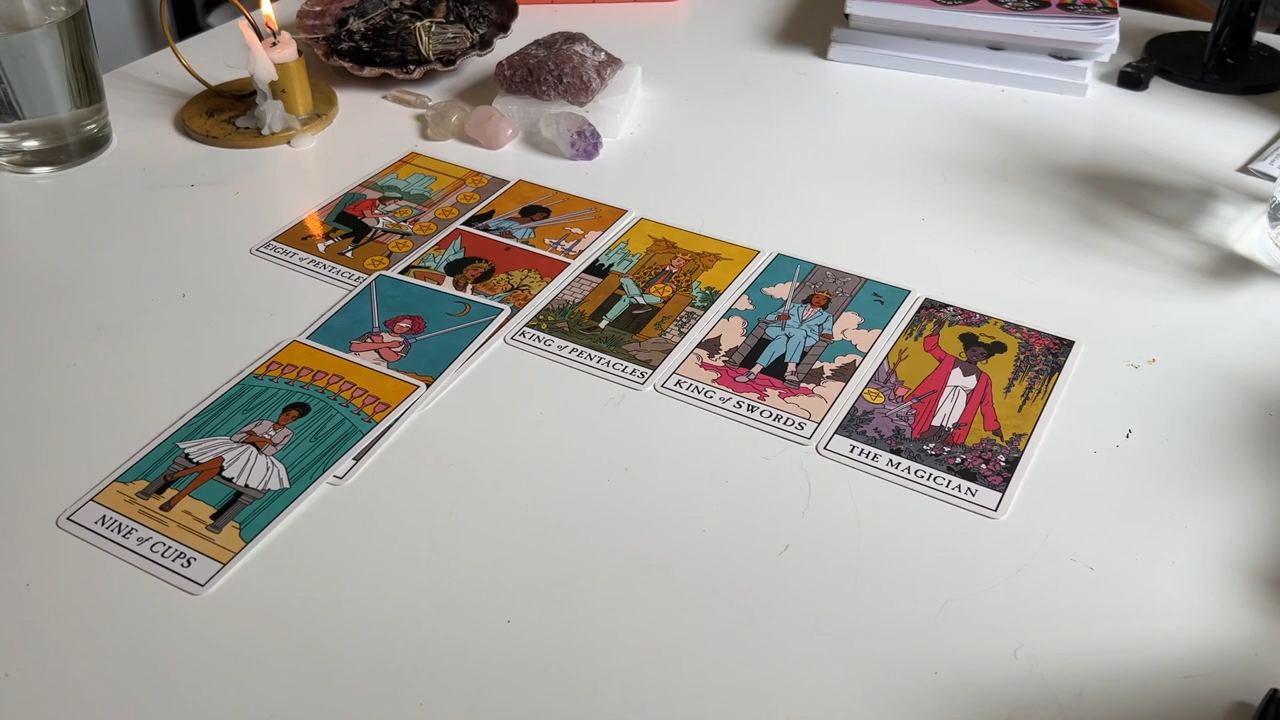 EIGHT of PENTACLES
KING of PENTACLES
KING of SWORDS
THE MAGICIAN
NINE of CUPS